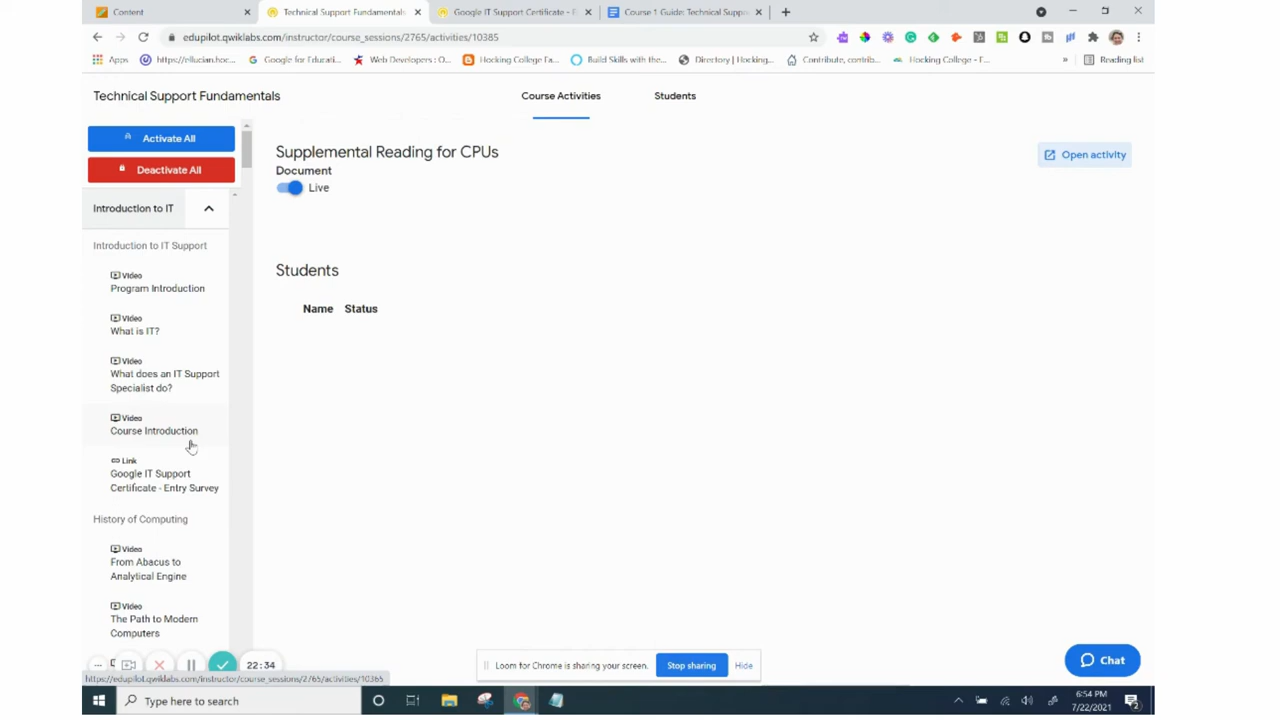 Content
Technical Support Fundamentals
Google IT Support Certificate - E
Course 1 Guide: Technical Supp
edupilot.qwiklabs.org/instructor/course_sessions/2765/activities/10385
Apps
https://ellucian.hoc...
Google for Educati...
Web Developers : O...
Hocking College Fa...
Build Skills with the...
Directory | Hocking...
Contribute, contrib...
Hocking College - F...
Reading list
Technical Support Fundamentals
Course Activities
Students
Activate All
Deactivate All
Introduction to IT
Introduction to IT Support
Video
Program Introduction
Video
What is IT?
Video
What does an IT Support
Specialist do?
Video
Course Introduction
Link
Google IT Support
Certificate - Entry Survey
History of Computing
Video
From Abacus to
Analytical Engine
Video
The Path to Modern
Computers
Supplemental Reading for CPUs
Document
Live
Open activity
Students
Name Status
22:34
Loom for Chrome is sharing your screen.
Stop sharing
Hide
Chat
https://edupilot.qwiklabs.org/instructor/course_sessions/2765/activities/10365
Type here to search
6:54 PM
7/22/2021
2